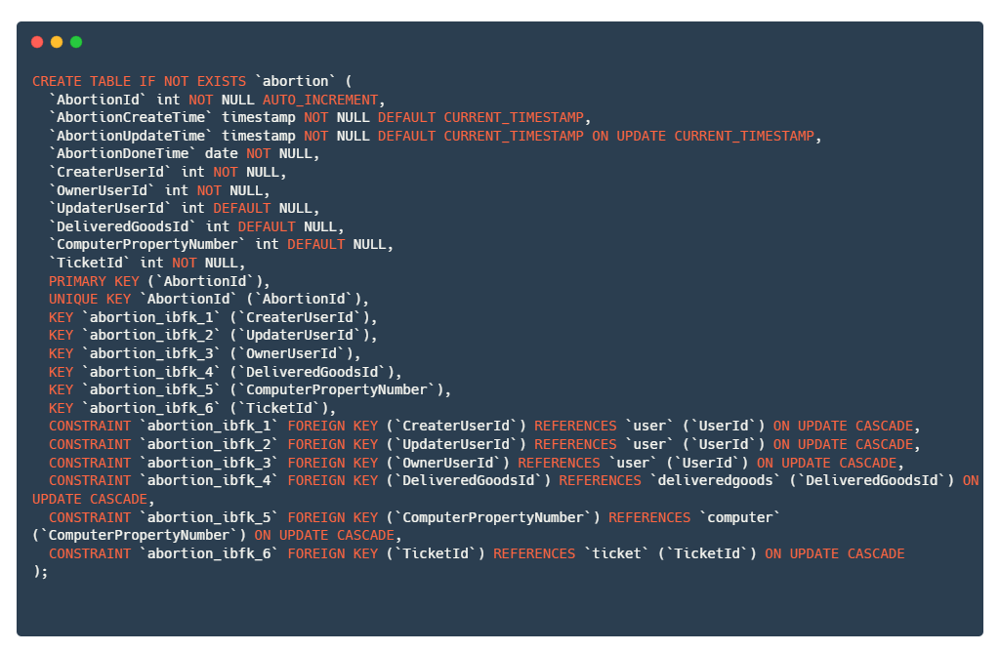 CREATE TABLE IF NOT EXISTS `abortion` (
  `AbortionId` int NOT NULL AUTO_INCREMENT,
  `AbortionCreateTime` timestamp NOT NULL DEFAULT CURRENT_TIMESTAMP,
  `AbortionUpdateTime` timestamp NOT NULL DEFAULT CURRENT_TIMESTAMP ON UPDATE CURRENT_TIMESTAMP,
  `AbortionDoneTime` date NOT NULL,
  `CreaterUserId` int NOT NULL,
  `OwnerUserId` int NOT NULL,
  `UpdaterUserId` int DEFAULT NULL,
  `DeliveredGoodsId` int DEFAULT NULL,
  `ComputerPropertyNumber` int DEFAULT NULL,
  `TicketId` int NOT NULL,
  PRIMARY KEY (`AbortionId`),
  UNIQUE KEY `AbortionId` (`AbortionId`),
  KEY `abortion_ibfk_1` (`CreaterUserId`),
  KEY `abortion_ibfk_2` (`UpdaterUserId`),
  KEY `abortion_ibfk_3` (`OwnerUserId`),
  KEY `abortion_ibfk_4` (`DeliveredGoodsId`),
  KEY `abortion_ibfk_5` (`ComputerPropertyNumber`),
  KEY `abortion_ibfk_6` (`TicketId`),
  CONSTRAINT `abortion_ibfk_1` FOREIGN KEY (`CreaterUserId`) REFERENCES `user` (`UserId`) ON UPDATE CASCADE,
  CONSTRAINT `abortion_ibfk_2` FOREIGN KEY (`UpdaterUserId`) REFERENCES `user` (`UserId`) ON UPDATE CASCADE,
  CONSTRAINT `abortion_ibfk_3` FOREIGN KEY (`OwnerUserId`) REFERENCES `user` (`UserId`) ON UPDATE CASCADE,
  CONSTRAINT `abortion_ibfk_4` FOREIGN KEY (`DeliveredGoodsId`) REFERENCES `deliveredgoods` (`DeliveredGoodsId`) ON
UPDATE CASCADE,
  CONSTRAINT `abortion_ibfk_5` FOREIGN KEY (`ComputerPropertyNumber`) REFERENCES `computer`
(`ComputerPropertyNumber`) ON UPDATE CASCADE,
  CONSTRAINT `abortion_ibfk_6` FOREIGN KEY (`TicketId`) REFERENCES `ticket` (`TicketId`) ON UPDATE CASCADE
);